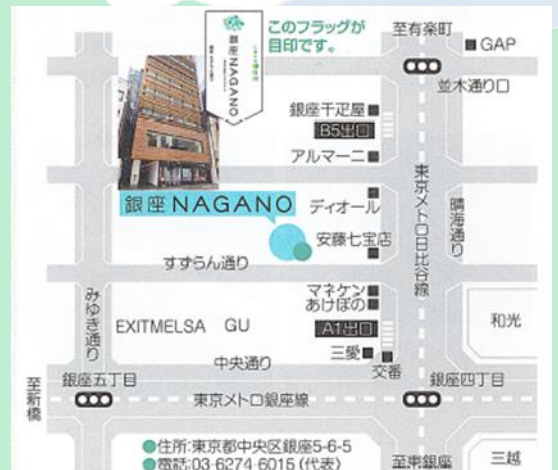 このフラッグが
目印です。
銀座NAGANO
至有楽町
GAP
並木通り口
銀座千疋屋
B5出口
アルマーニ
銀座NAGANO
ディオール
安藤七宝店
すずらん通り
東京メトロ日比谷線
晴海通り
みゆき通り
マネケン
あけぼの
EXITMELSA GU
A1出口
和光
三愛
中央通り
交番
銀座五丁目
銀座四丁目
至新橋
東京メトロ銀座線
●住所:東京都中央区銀座5-6-5
●電話:03-6274-6015(代表)
至東銀座
三越